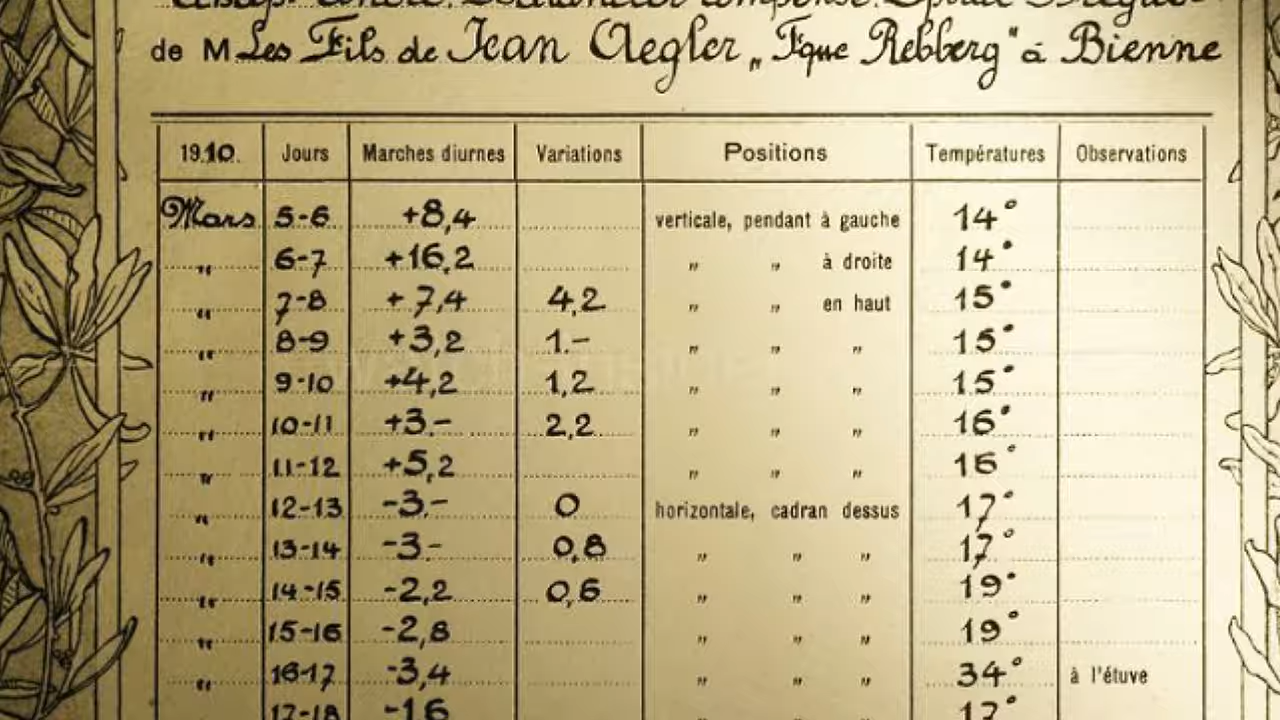 de M Les Fils de Jean Aegler „ Fque Rebberg" à Bienne
1910. Jours Marches diurnes Variations Positions Températures Observations
Mars 5-6 +8,4 verticale, pendant à gauche 14°
" 6-7 +16,2 " " à droite 14°
" 7-8 +7,4 4,2 " " en haut 15°
" 8-9 +3,2 1.- " " " 15°
" 9-10 +4,2 1,2 " " " 15°
" 10-11 +3.- 2,2 " " " 16°
" 11-12 +5,2 " " " 16°
" 12-13 -3.- 0 horizontale, cadran dessus 17°
" 13-14 -3- 0,8 " " " 17°
" 14-15 -2,2 0,6 " " " 19°
" 15-16 -2,8 " " " 19°
" 16-17 -3,4 " " " 34° à l'étuve
17-18 -16 " " " 17°